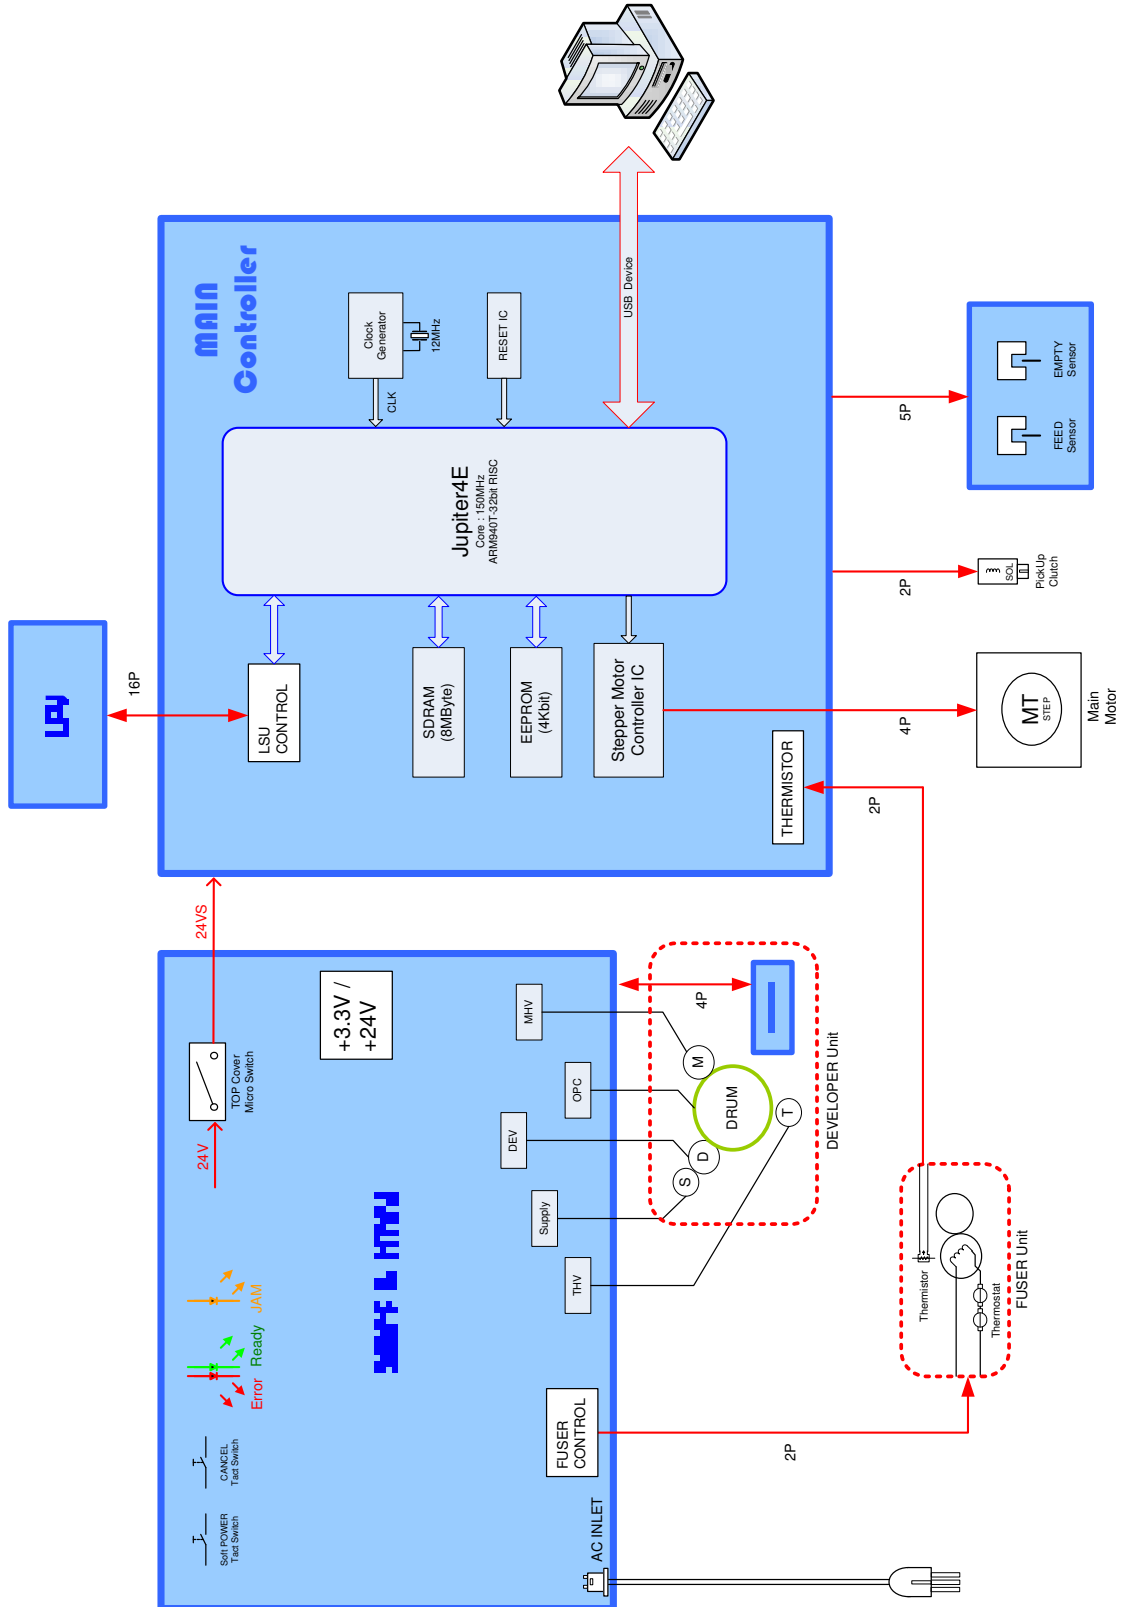 MAIN
Controller
Clock
Generator
12MHz
CLK
RESET IC
USB Device
Jupiter4E
Core : 150MHz
ARM940T-32bit RISC
LSU
CONTROL
16P
SDRAM
(8MByte)
EEPROM
(4Kbit)
Stepper Motor
Controller IC
THERMISTOR
5P
EMPTY
Sensor
FEED
Sensor
2P
SOL
PickUp
Clutch
4P
MT
STEP
Main
Motor
2P
24VS
24V
TOP Cover
Micro Switch
+3.3V /
+24V
MHV
OPC
DEV
Supply
THV
4P
M
DRUM
D
S
T
DEVELOPER Unit
JAM
Ready
Error
CANCEL
Tact Switch
Soft POWER
Tact Switch
FUSER
CONTROL
AC INLET
2P
Thermistor
Thermostat
FUSER Unit